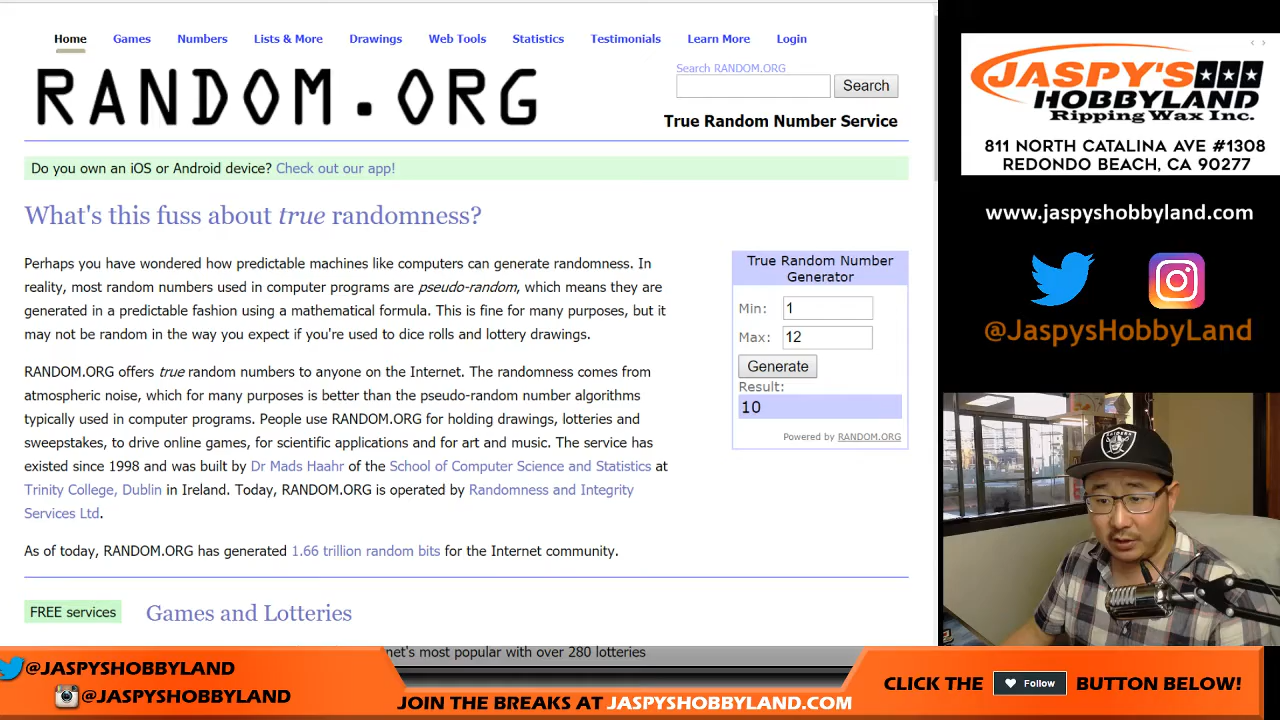 Home Games Numbers Lists & More Drawings Web Tools Statistics Testimonials Learn More Login
RANDOM.ORG
Search RANDOM.ORG
Search
True Random Number Service
Do you own an iOS or Android device? Check out our app!
What's this fuss about true randomness?
Perhaps you have wondered how predictable machines like computers can generate randomness. In
reality, most random numbers used in computer programs are pseudo-random, which means they are
generated in a predictable fashion using a mathematical formula. This is fine for many purposes, but it
may not be random in the way you expect if you're used to dice rolls and lottery drawings.
RANDOM.ORG offers true random numbers to anyone on the Internet. The randomness comes from
atmospheric noise, which for many purposes is better than the pseudo-random number algorithms
typically used in computer programs. People use RANDOM.ORG for holding drawings, lotteries and
sweepstakes, to drive online games, for scientific applications and for art and music. The service has
existed since 1998 and was built by Dr Mads Haahr of the School of Computer Science and Statistics at
Trinity College, Dublin in Ireland. Today, RANDOM.ORG is operated by Randomness and Integrity
Services Ltd.
As of today, RANDOM.ORG has generated 1.66 trillion random bits for the Internet community.
FREE services
Games and Lotteries
net's most popular with over 280 lotteries
True Random Number
Generator
Min: 1
Max: 12
Generate
Result:
10
Powered by RANDOM.ORG
JASPY'S
HOBBYLAND
Ripping Wax Inc.
811 NORTH CATALINA AVE #1308
REDONDO BEACH, CA 90277
www.jaspyshobbyland.com
@JaspysHobbyLand
RAIDERS
@JASPYSHOBBYLAND
@JASPYSHOBBYLAND
JOIN THE BREAKS AT JASPYSHOBBYLAND.COM
CLICK THE Follow BUTTON BELOW!